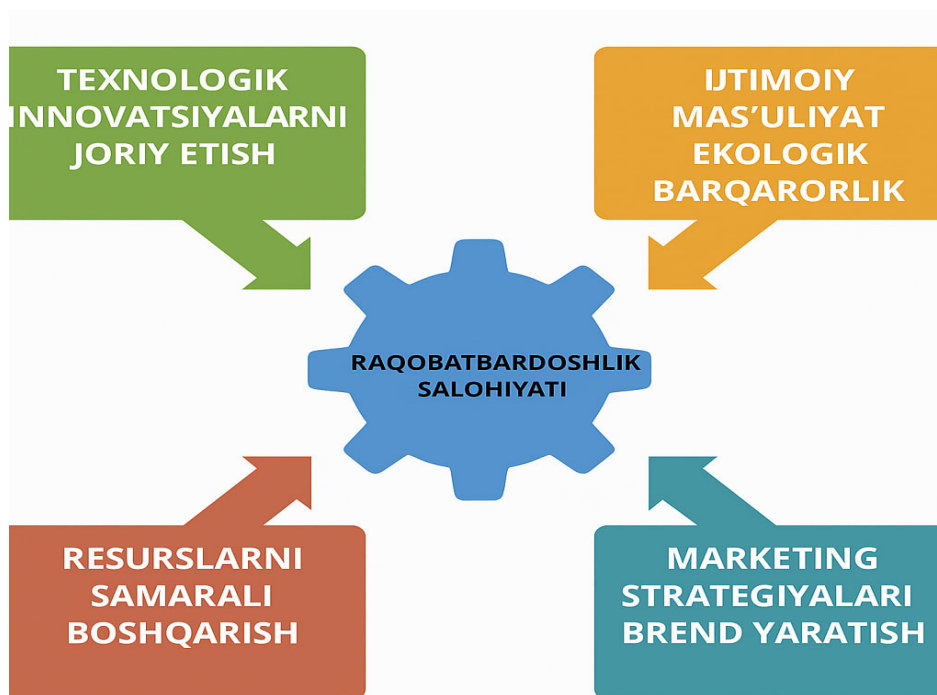 TEXNOLOGIK
INNOVATSIYALARNI
JORIY ETISH
IJTIMOIY
MAS’ULIYAT
EKOLOGIK
BARQARORLIK
RAQOBATBARDOSHLIK
SALOHIYATI
RESURSLARNI
SAMARALI
BOSHQARISH
MARKETING
STRATEGIYALARI
BREND YARATISH